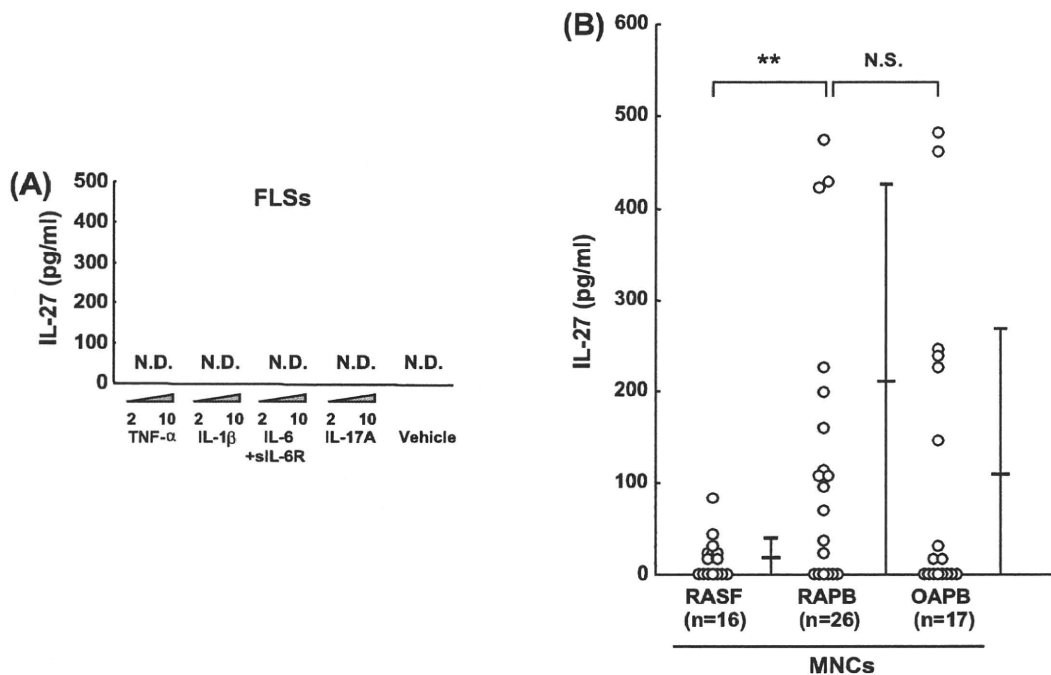 (A)
FLSs
IL-27 (pg/ml)
500
400
300
200
100
0
N.D. N.D. N.D. N.D. N.D.
2 10 2 10 2 10 2 10
TNF-α IL-1β IL-6 IL-17A Vehicle
+sIL-6R
(B)
IL-27 (pg/ml)
600
500
400
300
200
100
0
** N.S.
RASF RAPB OAPB
(n=16) (n=26) (n=17)
MNCs